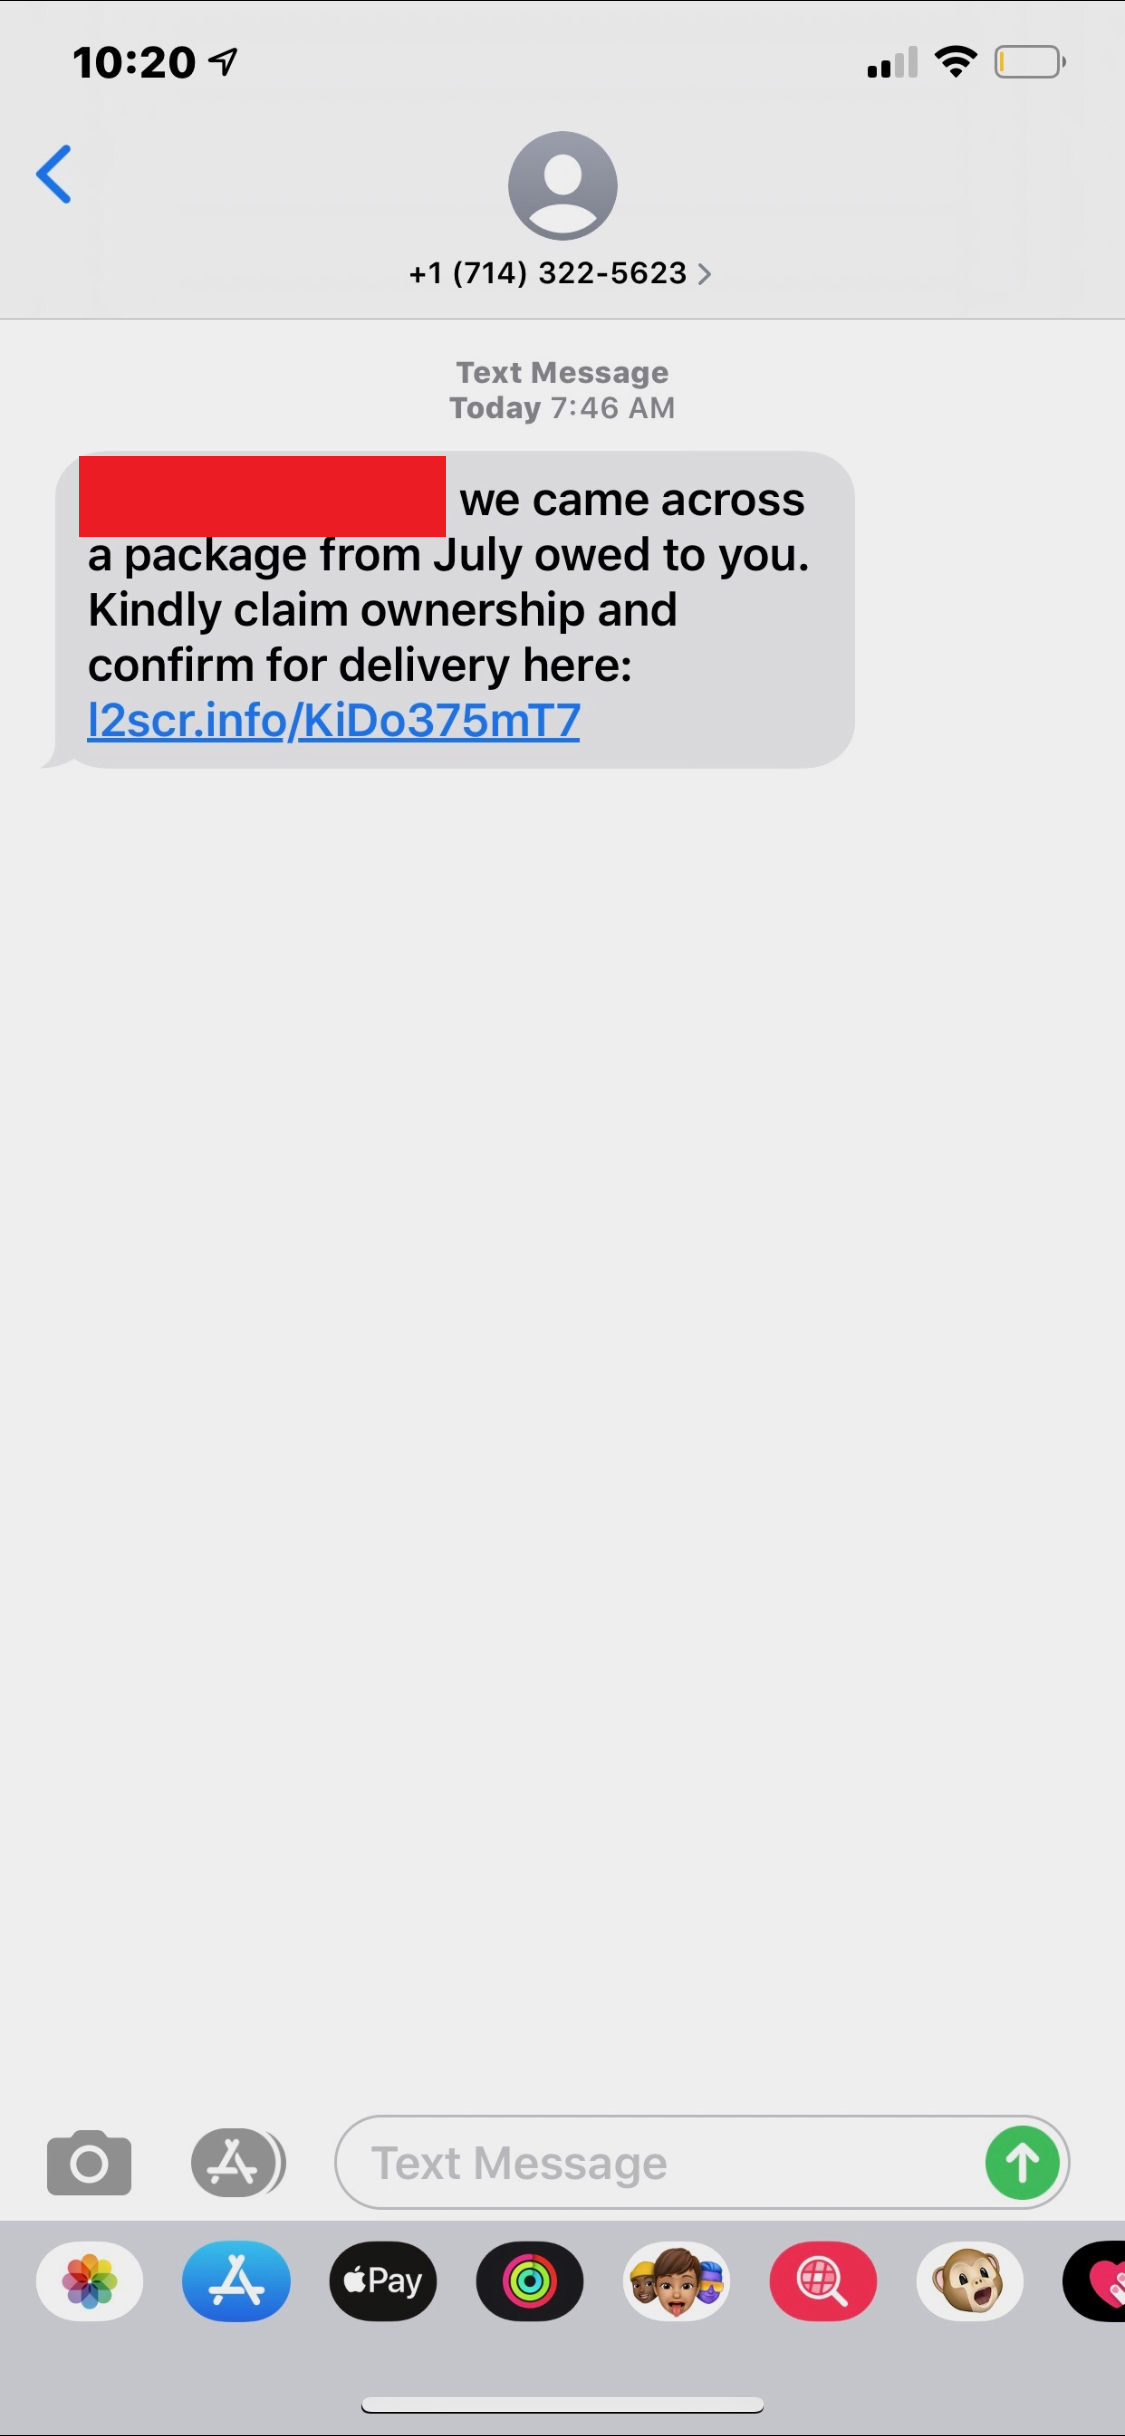 10:20
+1 (714) 322-5623
Text Message
Today 7:46 AM
we came across
a package from July owed to you.
Kindly claim ownership and
confirm for delivery here:
l2scr.info/KiDo375mT7
Text Message
Pay